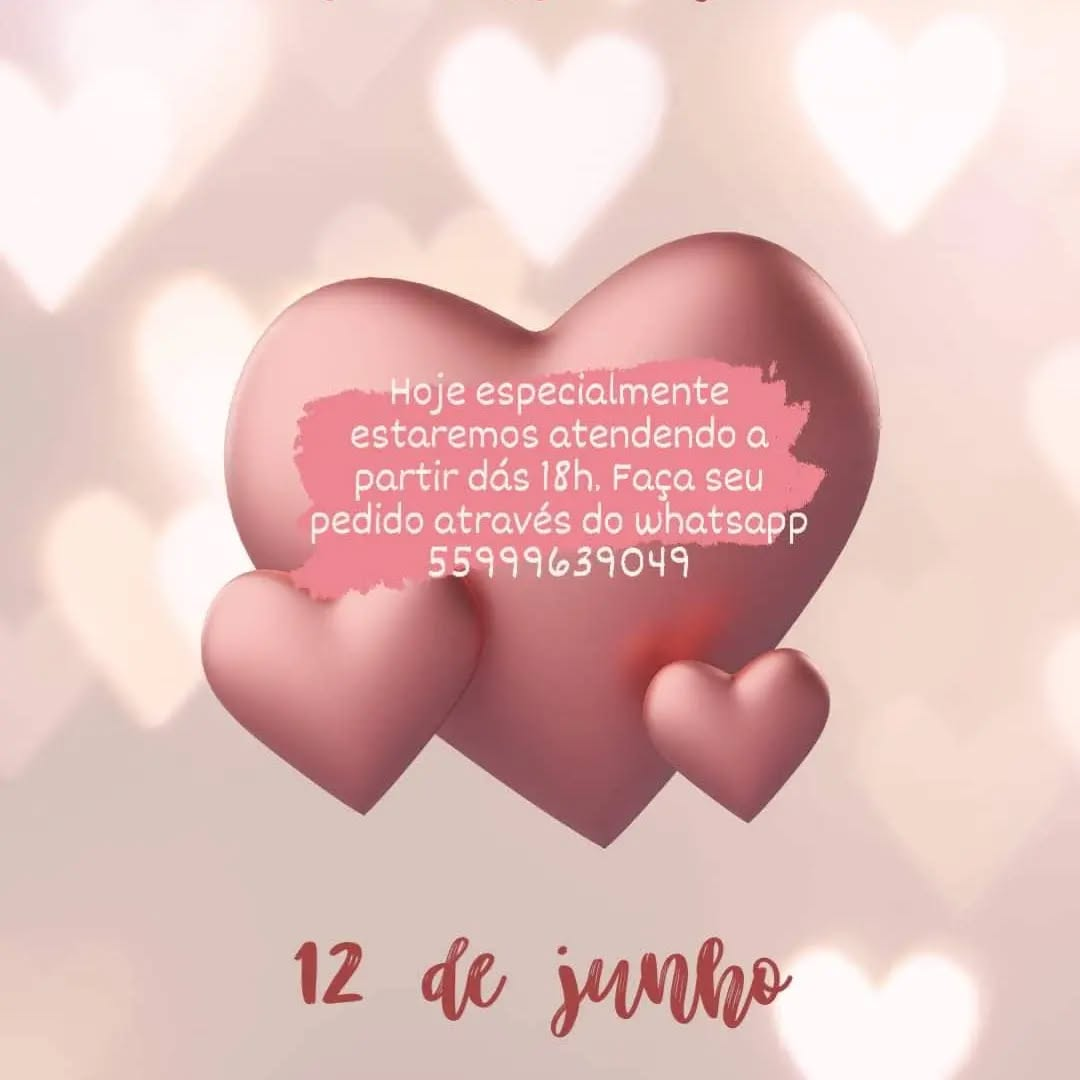 Hoje especialmente
estaremos atendendo a
partir dás 18h. Faça seu
pedido através do whatsapp
55999639049
12 de junho